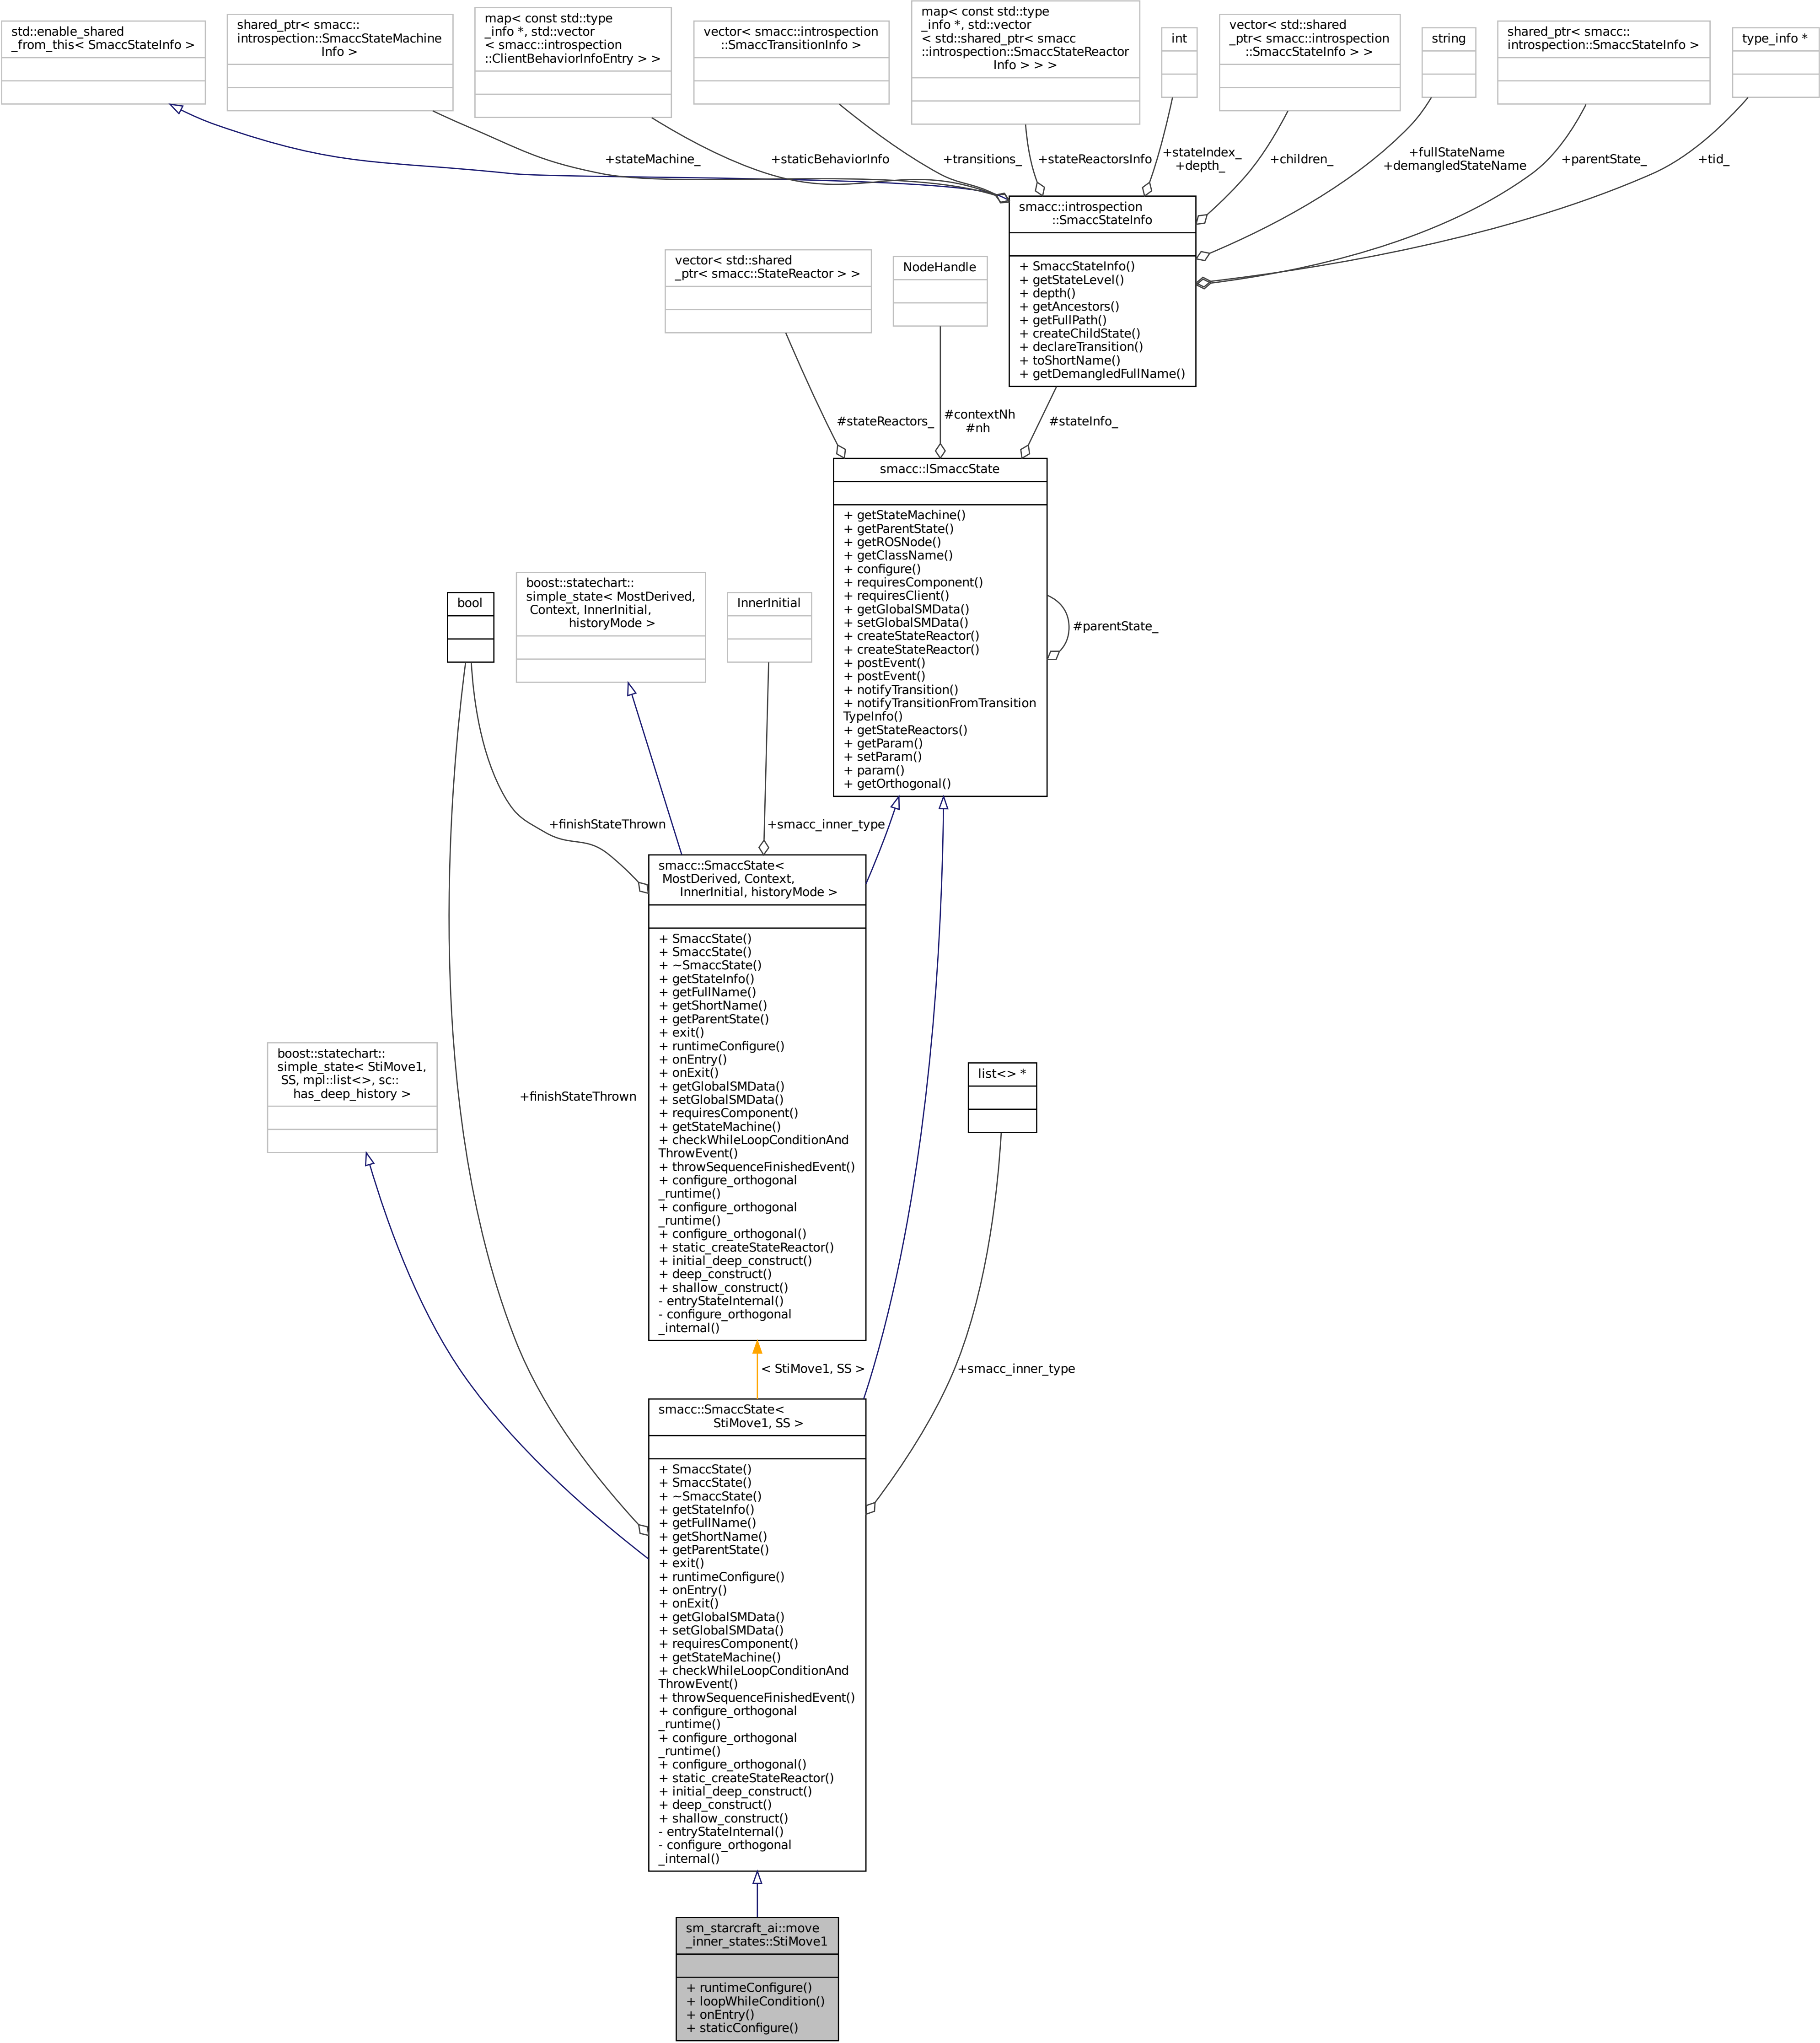 std::enable_shared
_from_this< SmaccStateInfo >
shared_ptr< smacc::
introspection::SmaccStateMachine
Info >
map< const std::type
_info *, std::vector
< smacc::introspection
::ClientBehaviorInfoEntry > >
vector< smacc::introspection
::SmaccTransitionInfo >
map< const std::type
_info *, std::vector
< std::shared_ptr< smacc
::introspection::SmaccStateReactor
Info > > >
int
vector< std::shared
_ptr< smacc::introspection
::SmaccStateInfo > >
string
shared_ptr< smacc::
introspection::SmaccStateInfo >
type_info *
+stateMachine_
+staticBehaviorInfo
+transitions_
+stateReactorsInfo
+stateIndex_
+depth_
+children_
+fullStateName
+demangledStateName
+parentState_
+tid_
smacc::introspection
::SmaccStateInfo
+ SmaccStateInfo()
+ getStateLevel()
+ depth()
+ getAncestors()
+ getFullPath()
+ createChildState()
+ declareTransition()
+ toShortName()
+ getDemangledFullName()
vector< std::shared
_ptr< smacc::StateReactor > >
NodeHandle
#stateReactors_
#contextNh
#nh
#stateInfo_
smacc::ISmaccState
+ getStateMachine()
+ getParentState()
+ getROSNode()
+ getClassName()
+ configure()
+ requiresComponent()
+ requiresClient()
+ getGlobalSMData()
+ setGlobalSMData()
+ createStateReactor()
+ createStateReactor()
+ postEvent()
+ postEvent()
+ notifyTransition()
+ notifyTransitionFromTransition
TypeInfo()
+ getStateReactors()
+ getParam()
+ setParam()
+ param()
+ getOrthogonal()
#parentState_
bool
boost::statechart::
simple_state< MostDerived,
Context, InnerInitial,
historyMode >
InnerInitial
+finishStateThrown
+smacc_inner_type
smacc::SmaccState<
MostDerived, Context,
InnerInitial, historyMode >
+ SmaccState()
+ SmaccState()
+ ~SmaccState()
+ getStateInfo()
+ getFullName()
+ getShortName()
+ getParentState()
+ exit()
+ runtimeConfigure()
+ onEntry()
+ onExit()
+ getGlobalSMData()
+ setGlobalSMData()
+ requiresComponent()
+ getStateMachine()
+ checkWhileLoopConditionAnd
ThrowEvent()
+ throwSequenceFinishedEvent()
+ configure_orthogonal
_runtime()
+ configure_orthogonal
_runtime()
+ configure_orthogonal()
+ static_createStateReactor()
+ initial_deep_construct()
+ deep_construct()
+ shallow_construct()
- entryStateInternal()
- configure_orthogonal
_internal()
boost::statechart::
simple_state< StiMove1,
SS, mpl::list<>, sc::
has_deep_history >
+finishStateThrown
list<> *
< StiMove1, SS >
+smacc_inner_type
smacc::SmaccState<
StiMove1, SS >
+ SmaccState()
+ SmaccState()
+ ~SmaccState()
+ getStateInfo()
+ getFullName()
+ getShortName()
+ getParentState()
+ exit()
+ runtimeConfigure()
+ onEntry()
+ onExit()
+ getGlobalSMData()
+ setGlobalSMData()
+ requiresComponent()
+ getStateMachine()
+ checkWhileLoopConditionAnd
ThrowEvent()
+ throwSequenceFinishedEvent()
+ configure_orthogonal
_runtime()
+ configure_orthogonal
_runtime()
+ configure_orthogonal()
+ static_createStateReactor()
+ initial_deep_construct()
+ deep_construct()
+ shallow_construct()
- entryStateInternal()
- configure_orthogonal
_internal()
sm_starcraft_ai::move
_inner_states::StiMove1
+ runtimeConfigure()
+ loopWhileCondition()
+ onEntry()
+ staticConfigure()